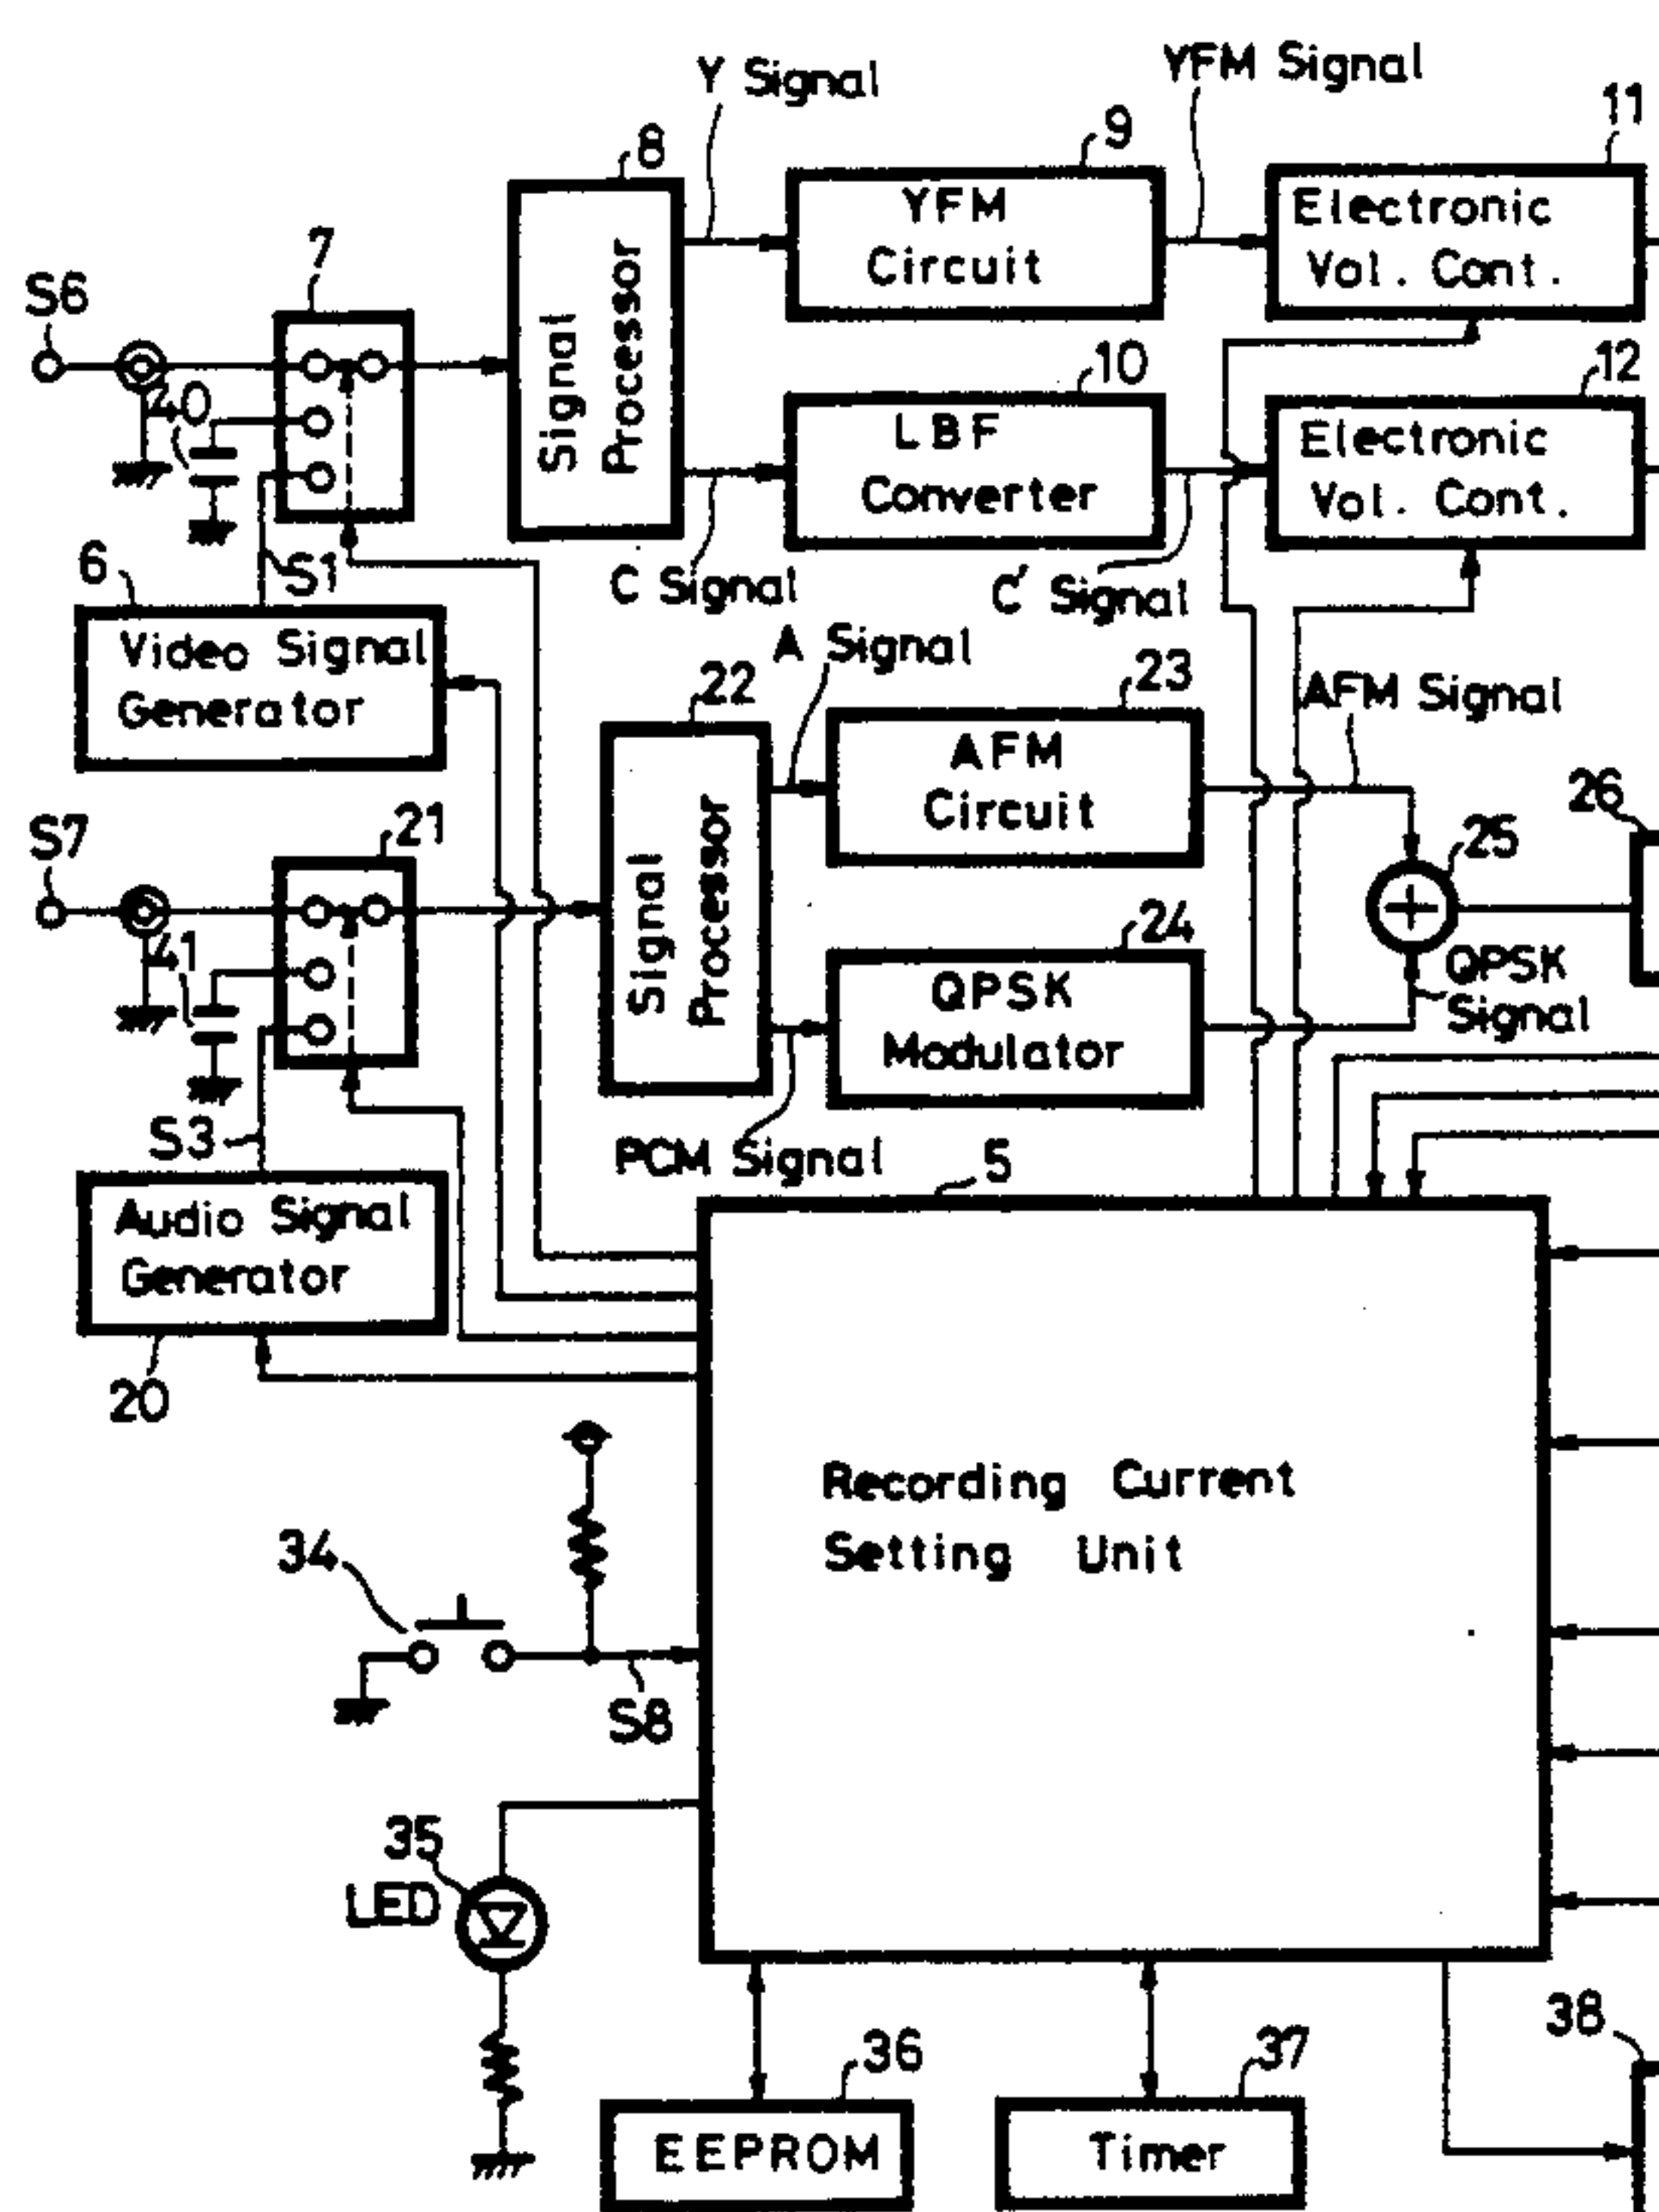 Y Signal
YFM Signal
8
9
11
YFM
Circuit
Electronic
Vol. Cont.
7
S6
Signal
Processor
40
10
12
LBF
Converter
Electronic
Vol. Cont.
6
S1
C Signal
C' Signal
Video Signal
Generator
A Signal
22
23
AFM Signal
AFM
Circuit
26
S7
21
25
Signal
Processor
41
24
QPSK
Modulator
QPSK
Signal
S3
PCM Signal
5
Audio Signal
Generator
20
Recording Current
Setting Unit
34
S8
35
LED
36
37
38
EEPROM
Timer